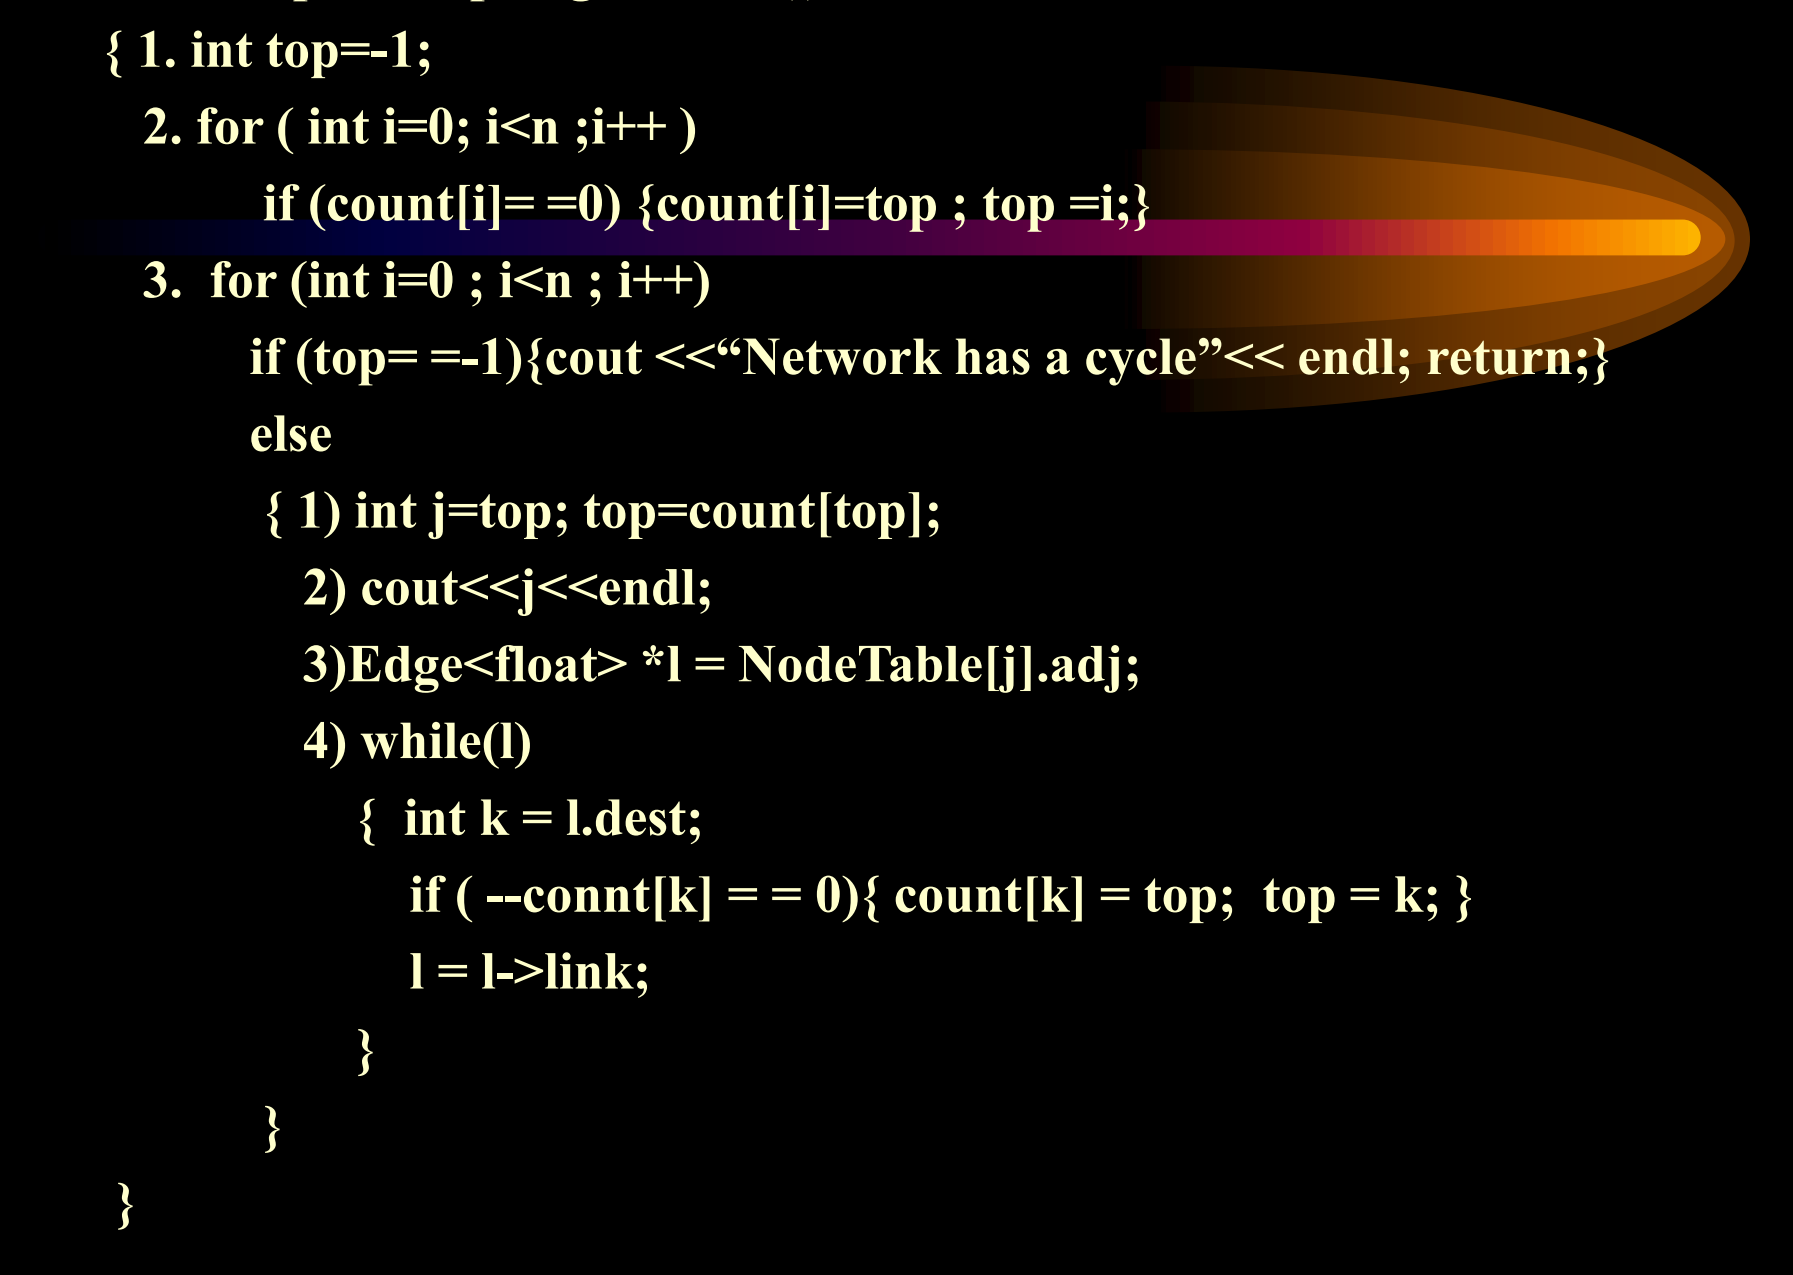 { 1. int top=-1;
2. for ( int i=0; i<n ;i++ )
if (count[i]= =0) {count[i]=top ; top =i;}
3. for (int i=0 ; i<n ; i++)
if (top= =-1){cout <<“Network has a cycle”<< endl; return;}
else
{ 1) int j=top; top=count[top];
2) cout<<j<<endl;
3)Edge<float> *l = NodeTable[j].adj;
4) while(l)
{ int k = l.dest;
if ( --connt[k] = = 0){ count[k] = top; top = k; }
l = l->link;
}
}
}